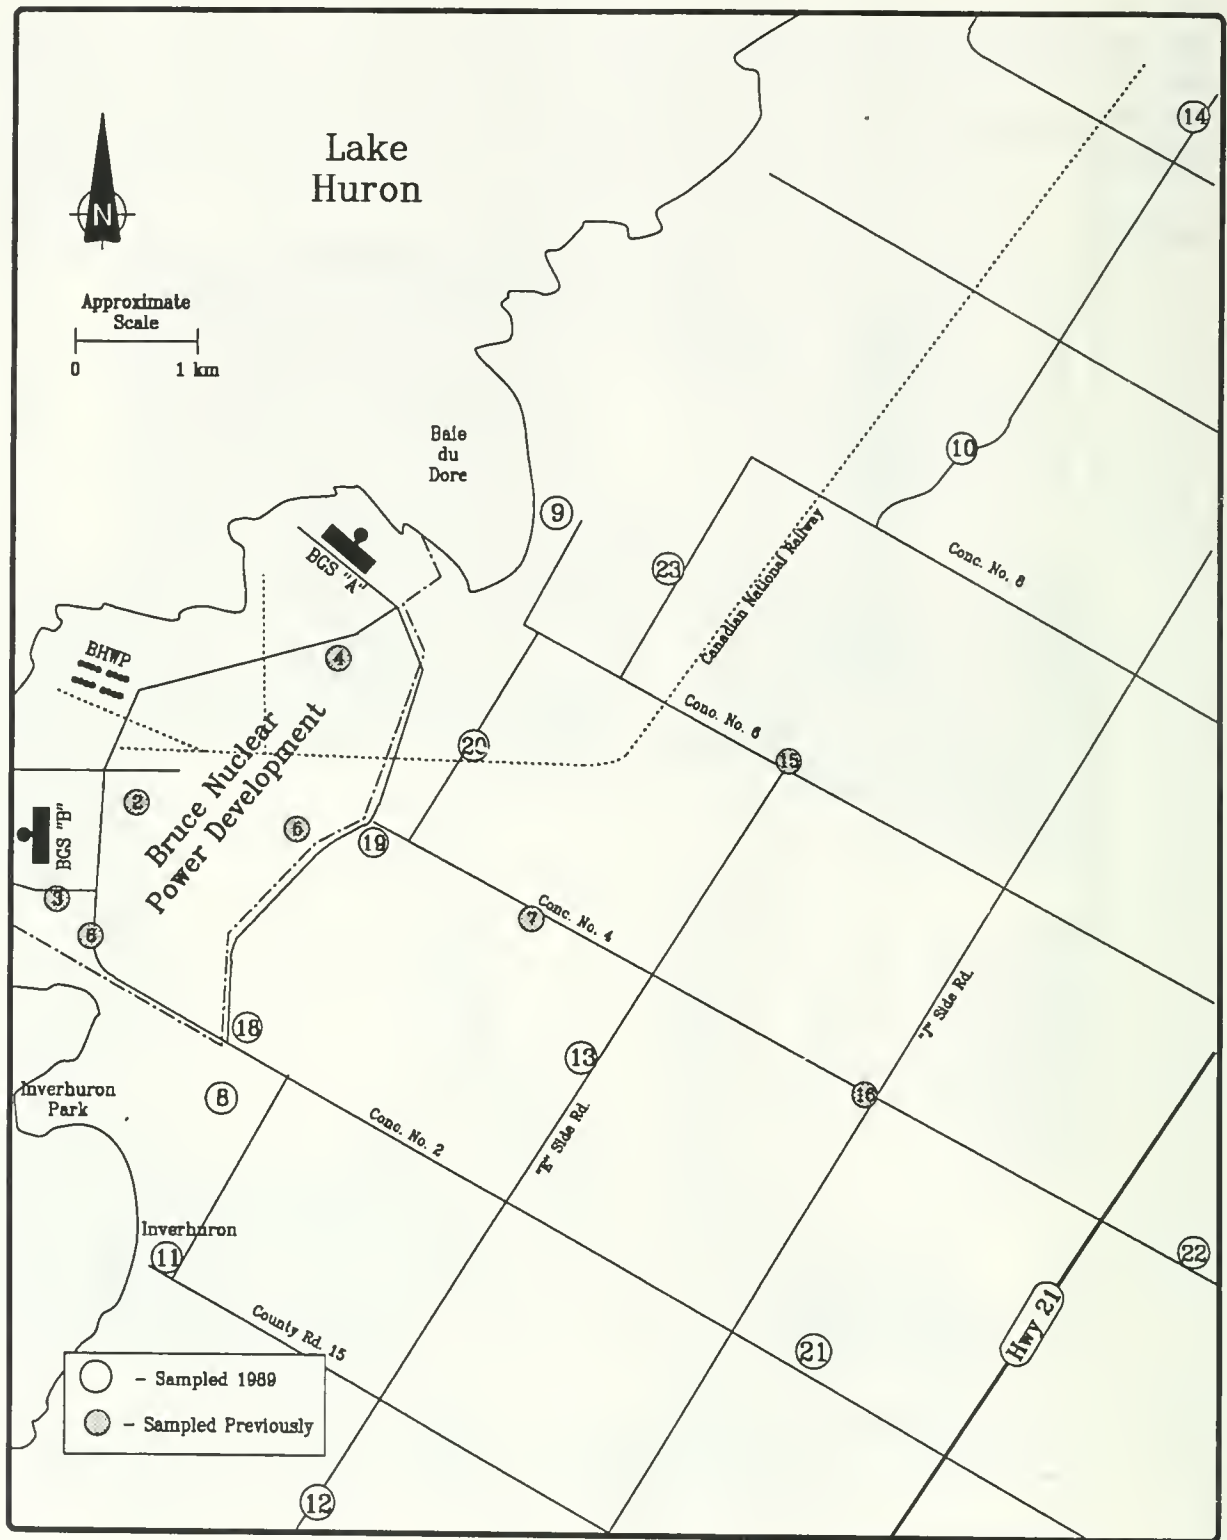 Lake
Huron
N
Approximate
Scale
0 1 km
14
Baie
du
Dore
10
9
23
BGS "A"
Conc. No. 8
Canadian National Railway
BHWP
4
Conc. No. 6
20
15
2
Bruce Nuclear
Power Development
BGS "B"
19
3
7
Conc. No. 4
18
"J" Side Rd.
13
8
16
Inverhuron
Park
Conc. No. 2
"E" Side Rd.
Inverhuron
11
22
County Rd. 15
Hwy 21
21
- Sampled 1989
- Sampled Previously
12